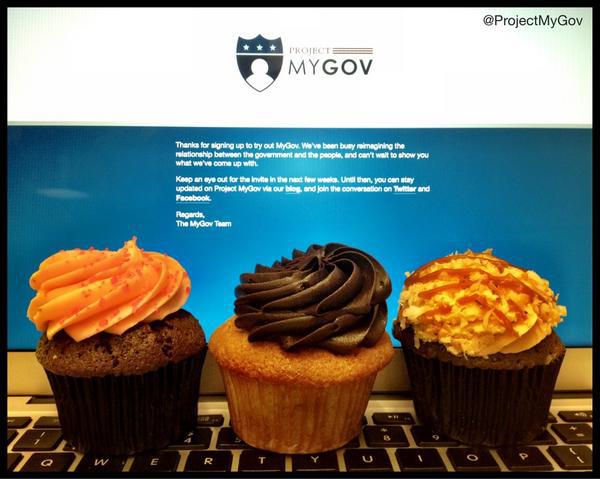 @ProjectMyGov
PROJECT
MYGOV
Thanks for signing up to try out MyGov. We've been busy reimagining the
relationship between the government and the people, and can't wait to show you
what we've come up with.
Keep an eye out for the invite in the next few weeks. Until then, you can stay
updated on Project MyGov via our blog, and join the conversation on Twitter and
Facebook.
Regards,
The MyGov Team
4 8
Q W E R T Y U I O P